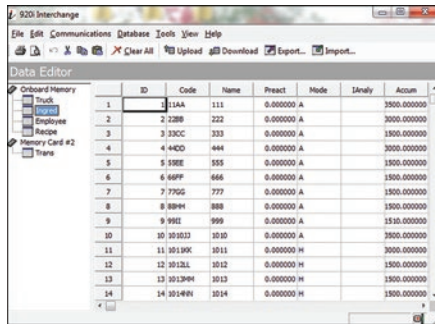 920i Interchange
File Edit Communications Database Tools View Help
Clear All Upload Download Export... Import...
Data Editor
Onboard Memory
Truck
Ingred
Employee
Recipe
Memory Card #2
Trans
ID Code Name Preact Mode IAnaly Accum
1 1 11AA 111 0.000000 A 3500.000000
2 2 22BB 222 0.000000 A 3000.000000
3 3 33CC 333 0.000000 A 1500.000000
4 4 44DD 444 0.000000 A 3000.000000
5 5 55EE 555 0.000000 A 1500.000000
6 6 66FF 666 0.000000 A 1500.000000
7 7 77GG 777 0.000000 A 1500.000000
8 8 88HH 888 0.000000 A 1500.000000
9 9 99II 999 0.000000 A 1510.000000
10 10 1010JJ 1010 0.000000 A 3500.000000
11 11 1011KK 1011 0.000000 H 3000.000000
12 12 1012LL 1012 0.000000 H 1500.000000
13 13 1013MM 1013 0.000000 H 1500.000000
14 14 1014NN 1014 0.000000 H 1500.000000